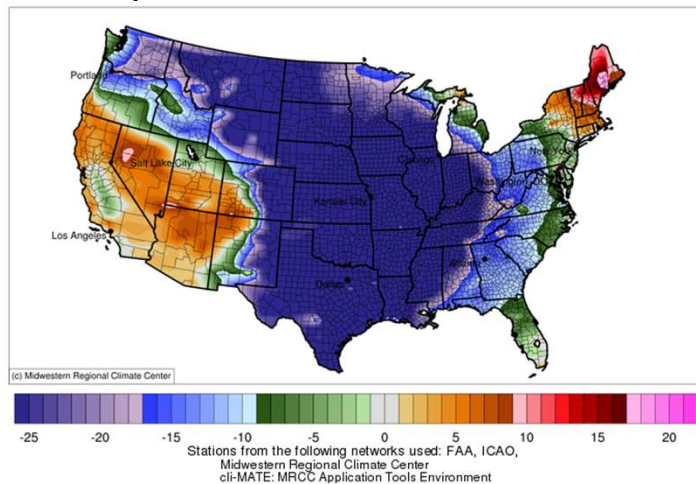 Portland
Salt Lake City
Los Angeles
Kansas City
Chicago
New York
Washington
Atlanta
Dallas
(c) Midwestern Regional Climate Center
-25 -20 -15 -10 -5 0 5 10 15 20
Stations from the following networks used: FAA, ICAO,
Midwestern Regional Climate Center
cli-MATE: MRCC Application Tools Environment